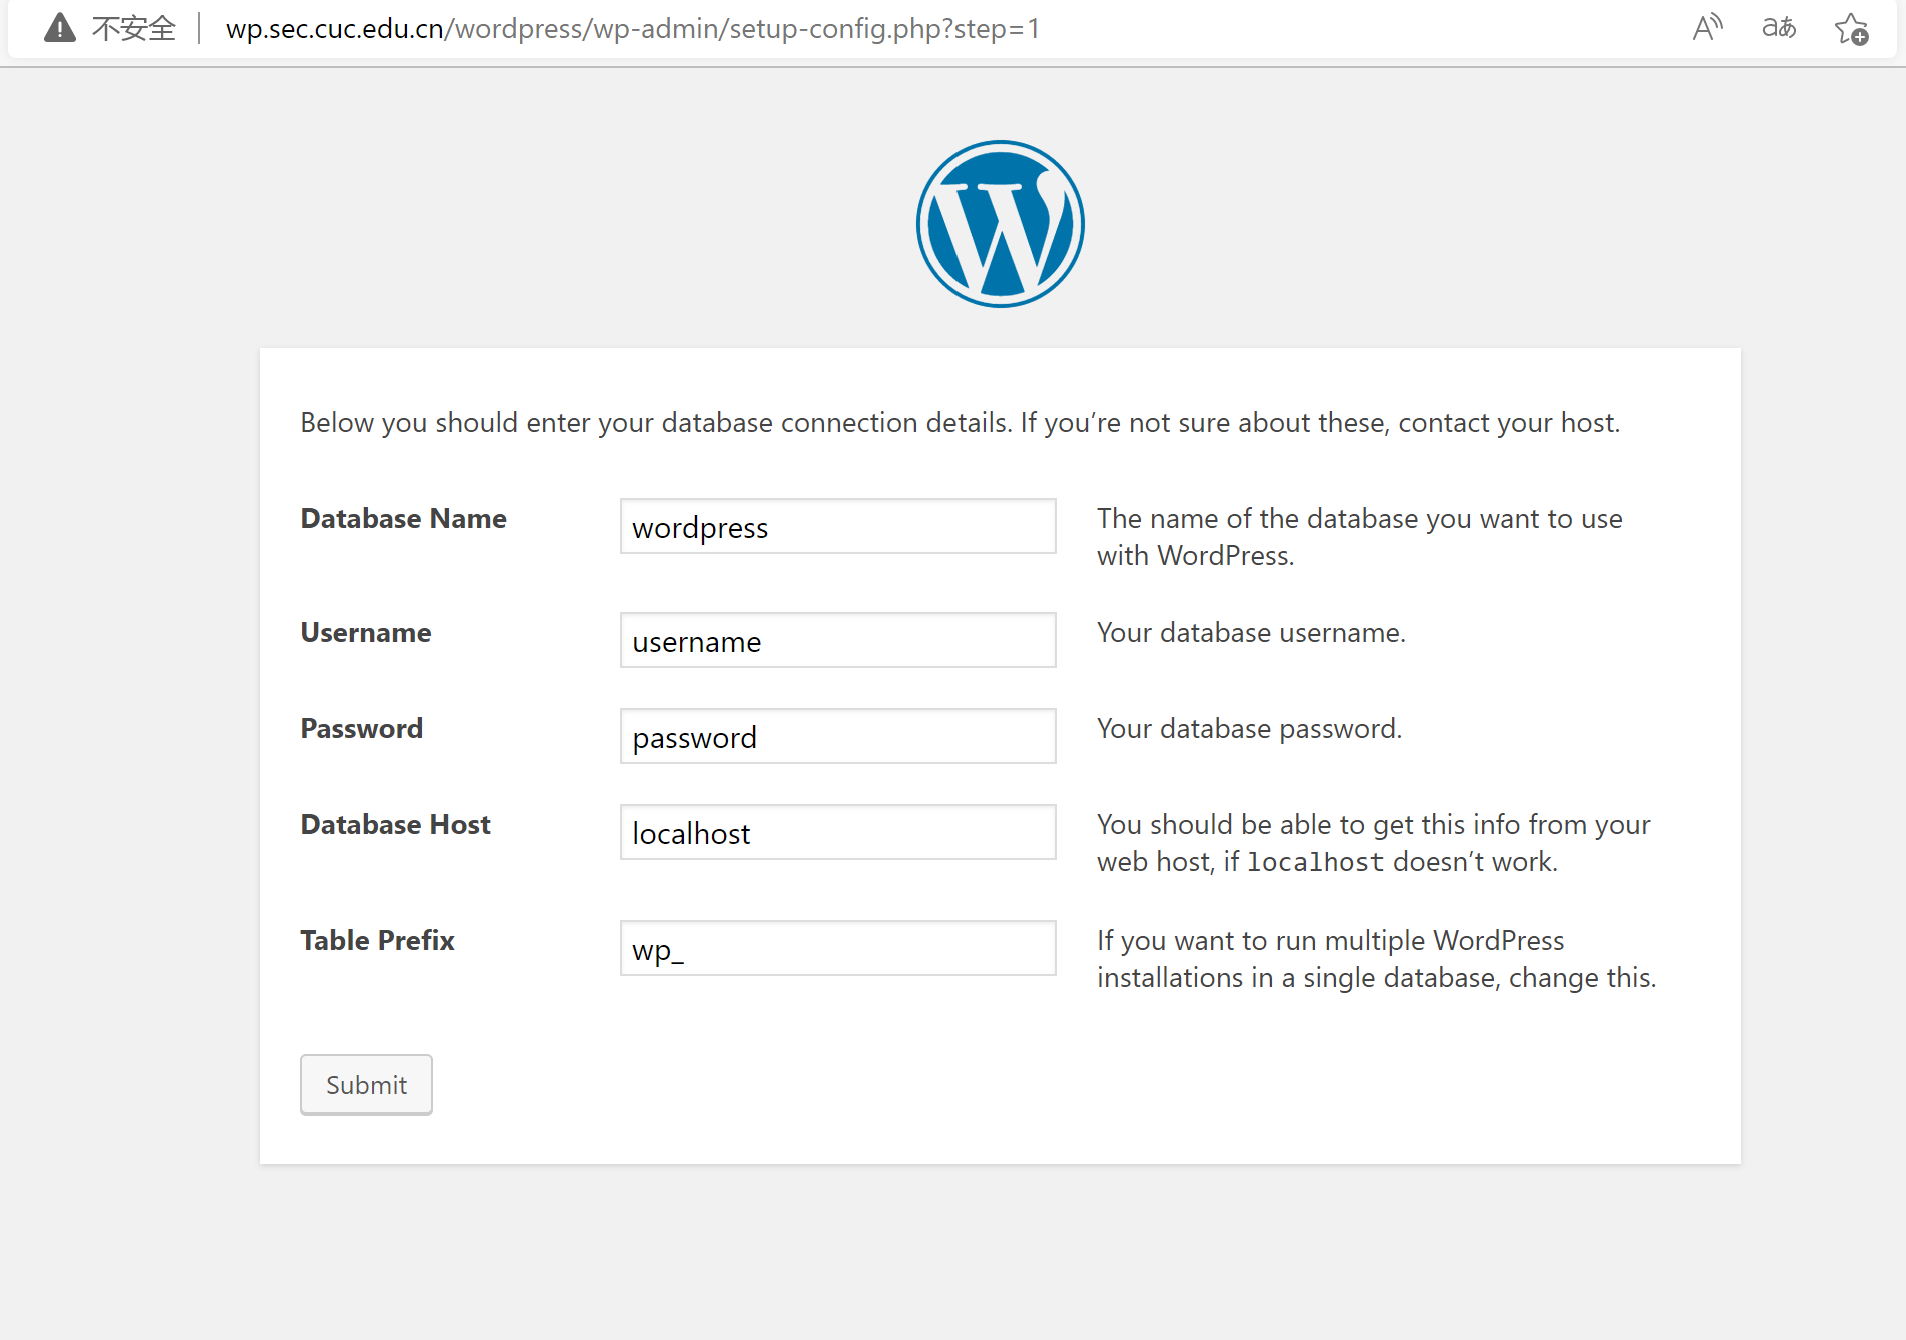 不安全 wp.sec.cuc.edu.cn/wordpress/wp-admin/setup-config.php?step=1 A aあ
W
Below you should enter your database connection details. If you’re not sure about these, contact your host.
Database Name wordpress The name of the database you want to use
with WordPress.
Username username Your database username.
Password password Your database password.
Database Host localhost You should be able to get this info from your
web host, if localhost doesn’t work.
Table Prefix wp_ If you want to run multiple WordPress
installations in a single database, change this.
Submit